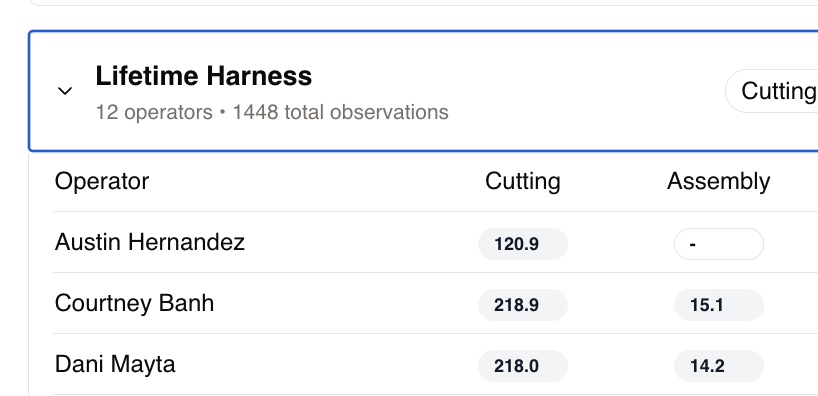 Lifetime Harness
12 operators • 1448 total observations
Cutting
Operator Cutting Assembly
Austin Hernandez 120.9 -
Courtney Banh 218.9 15.1
Dani Mayta 218.0 14.2